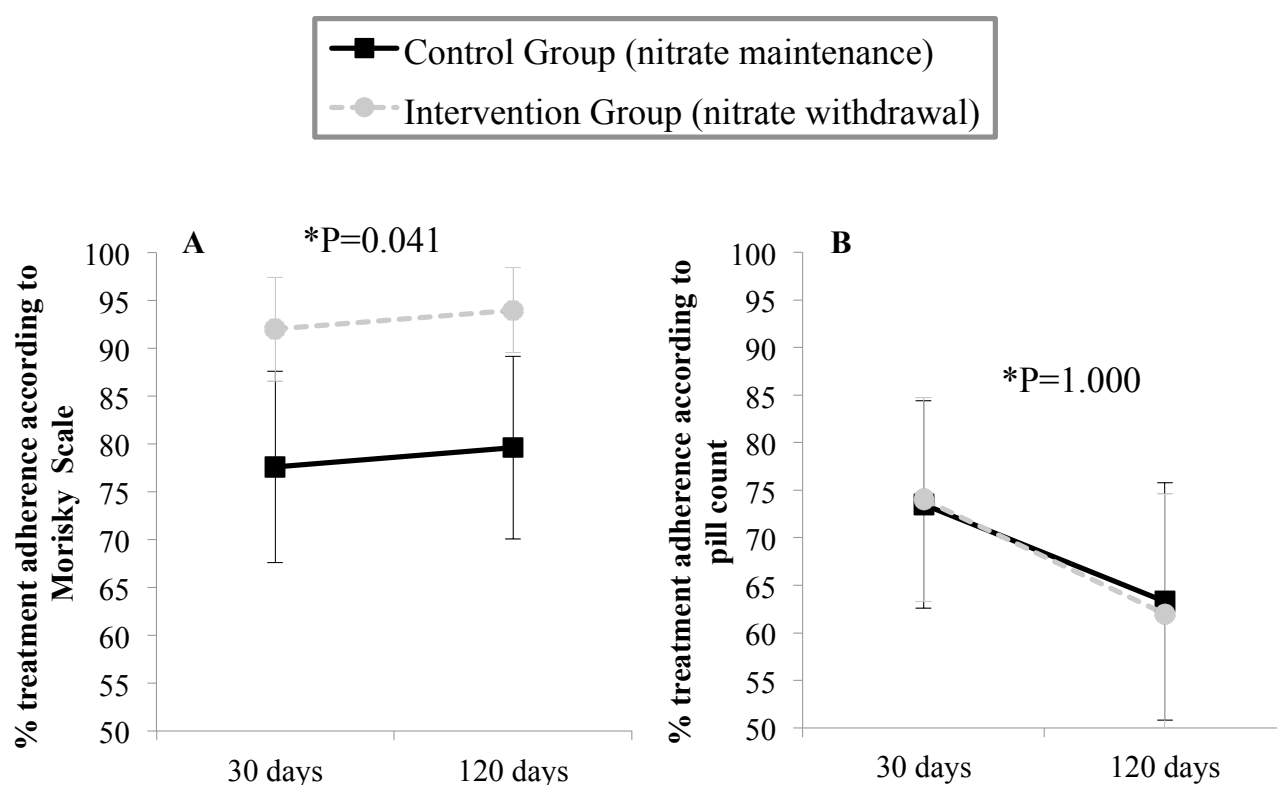 Control Group (nitrate maintenance)
Intervention Group (nitrate withdrawal)
A
*P=0.041
% treatment adherence according to
Morisky Scale
100
95
90
85
80
75
70
65
60
55
50
30 days
120 days
B
*P=1.000
% treatment adherence according to
pill count
100
95
90
85
80
75
70
65
60
55
50
30 days
120 days